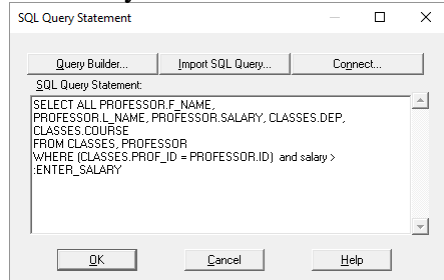 SQL Query Statement
Query Builder...
Import SQL Query...
Connect...
SQL Query Statement:
SELECT ALL PROFESSOR.F_NAME,
PROFESSOR.L_NAME, PROFESSOR.SALARY, CLASSES.DEP,
CLASSES.COURSE
FROM CLASSES, PROFESSOR
WHERE (CLASSES.PROF_ID = PROFESSOR.ID)  and salary >
:ENTER_SALARY
OK
Cancel
Help